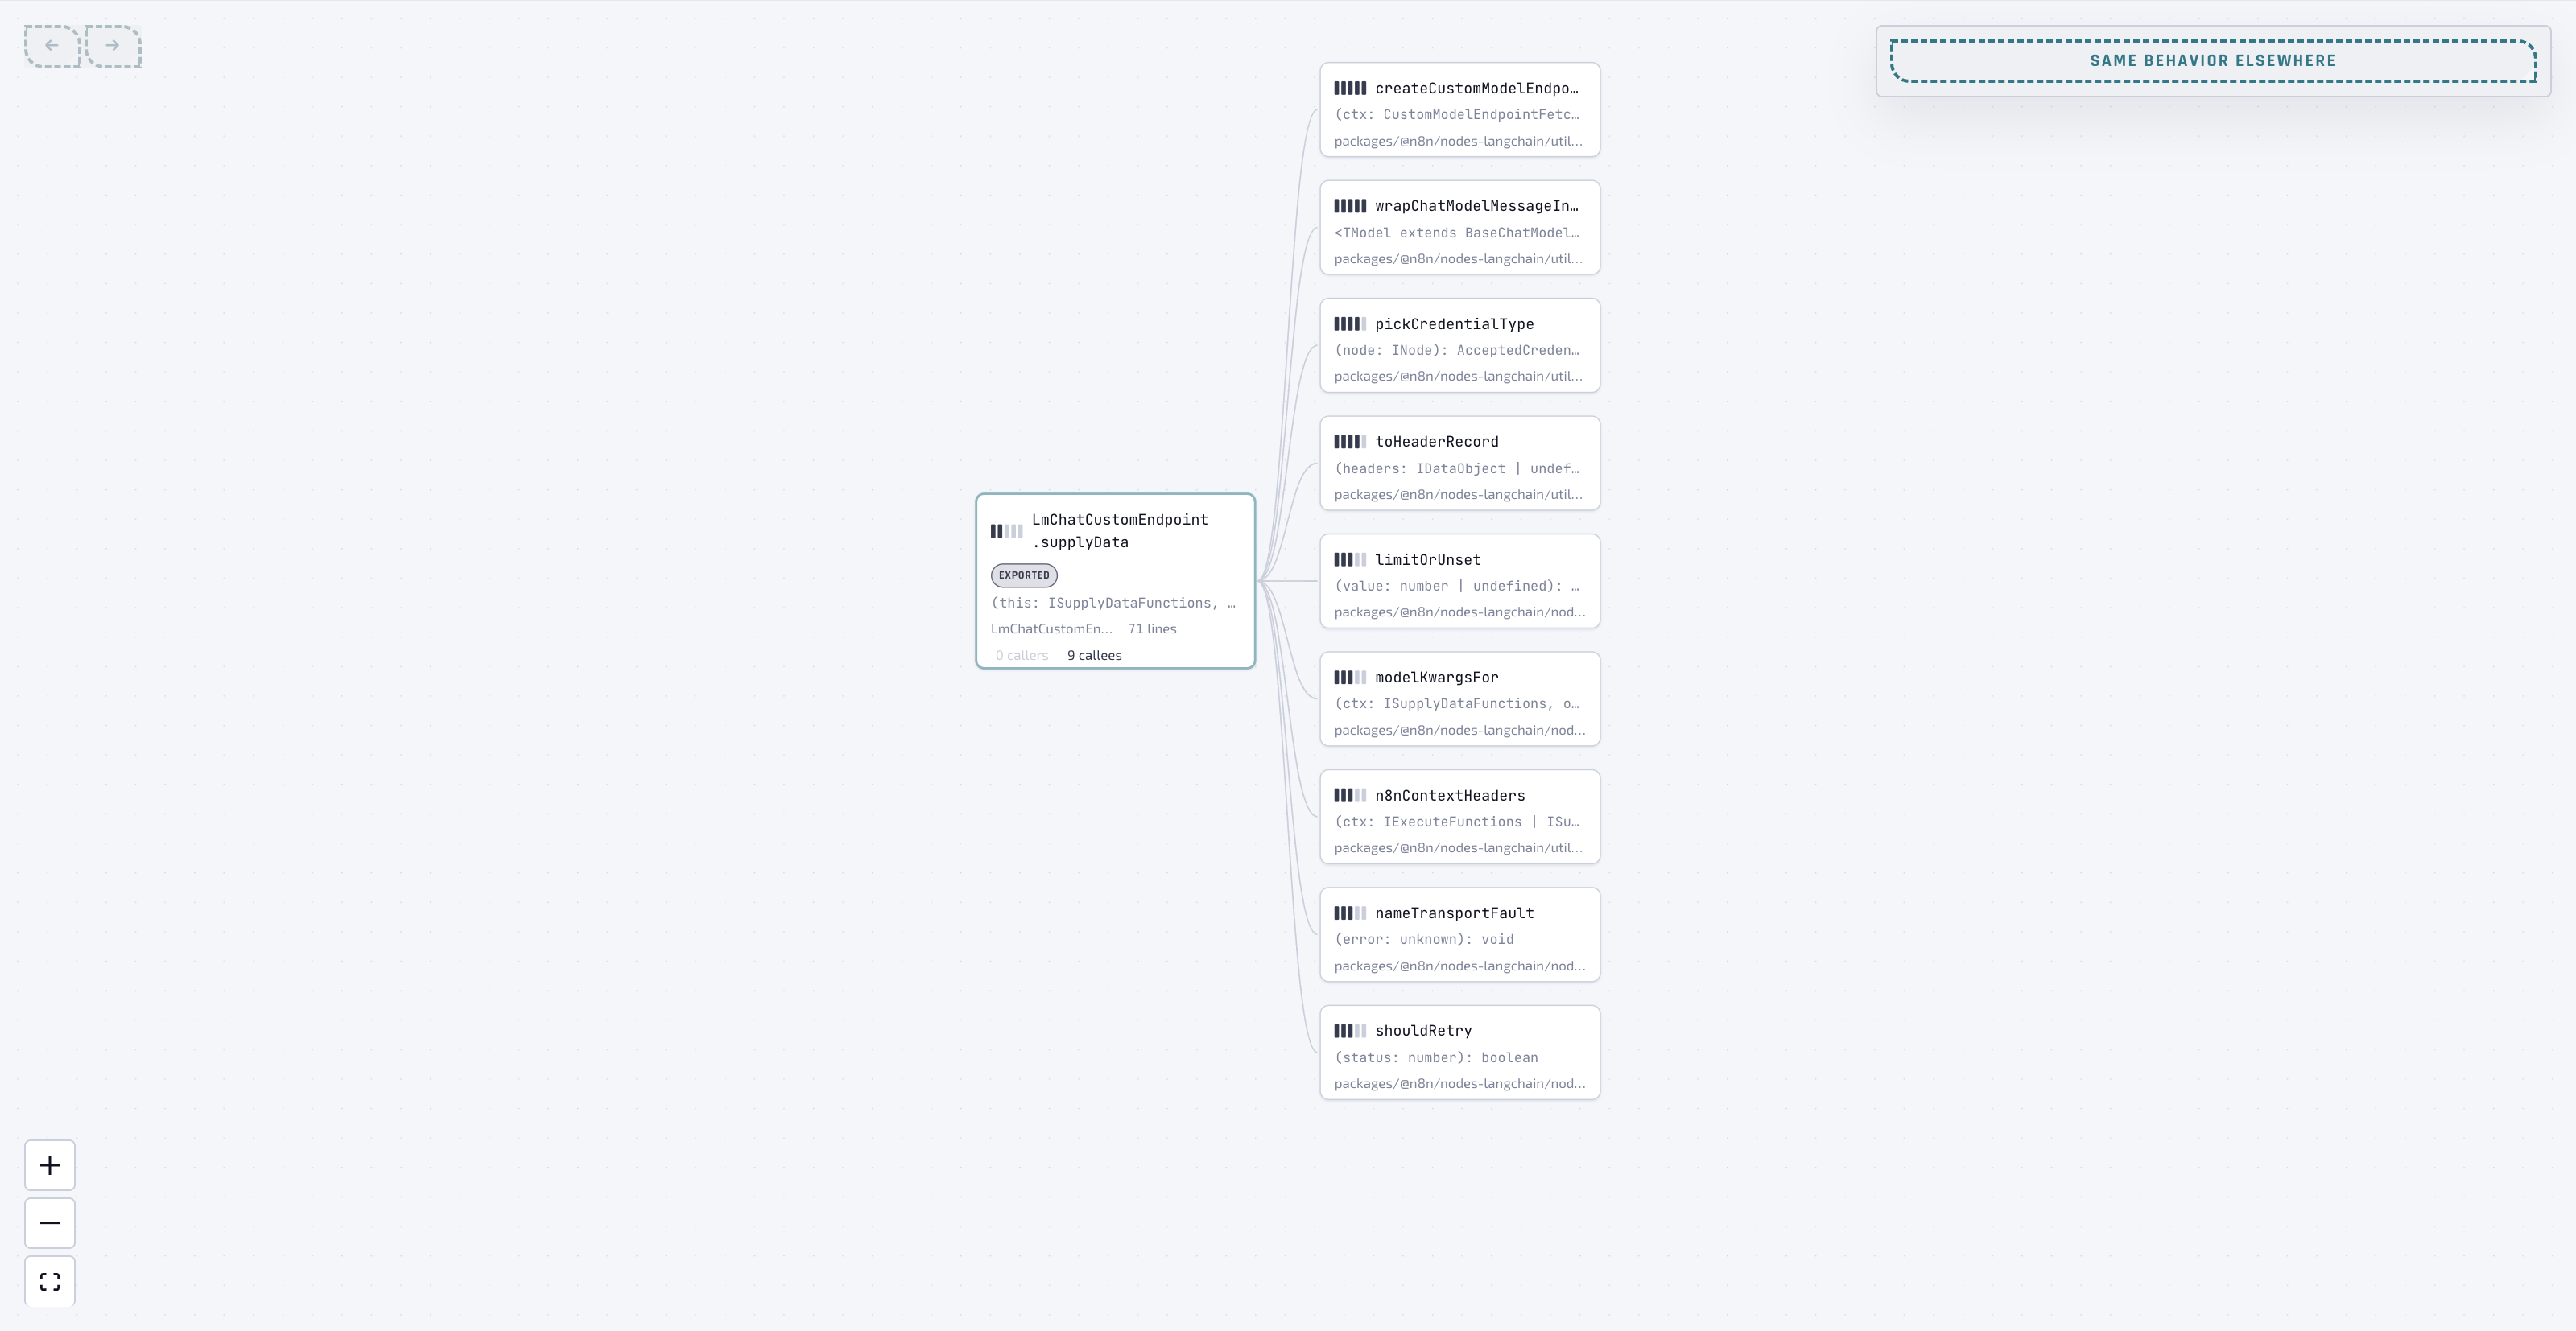 SAME BEHAVIOR ELSEWHERE
createCustomModelEndpo…
(ctx: CustomModelEndpointFetc…
packages/@n8n/nodes-langchain/util…
wrapChatModelMessageIn…
<TModel extends BaseChatModel…
packages/@n8n/nodes-langchain/util…
pickCredentialType
(node: INode): AcceptedCreden…
packages/@n8n/nodes-langchain/util…
toHeaderRecord
(headers: IDataObject | undef…
packages/@n8n/nodes-langchain/util…
LmChatCustomEndpoint
.supplyData
EXPORTED
(this: ISupplyDataFunctions, …
LmChatCustomEn… 71 lines
0 callers 9 callees
limitOrUnset
(value: number | undefined): …
packages/@n8n/nodes-langchain/nod…
modelKwargsFor
(ctx: ISupplyDataFunctions, o…
packages/@n8n/nodes-langchain/nod…
n8nContextHeaders
(ctx: IExecuteFunctions | ISu…
packages/@n8n/nodes-langchain/util…
nameTransportFault
(error: unknown): void
packages/@n8n/nodes-langchain/nod…
shouldRetry
(status: number): boolean
packages/@n8n/nodes-langchain/nod…